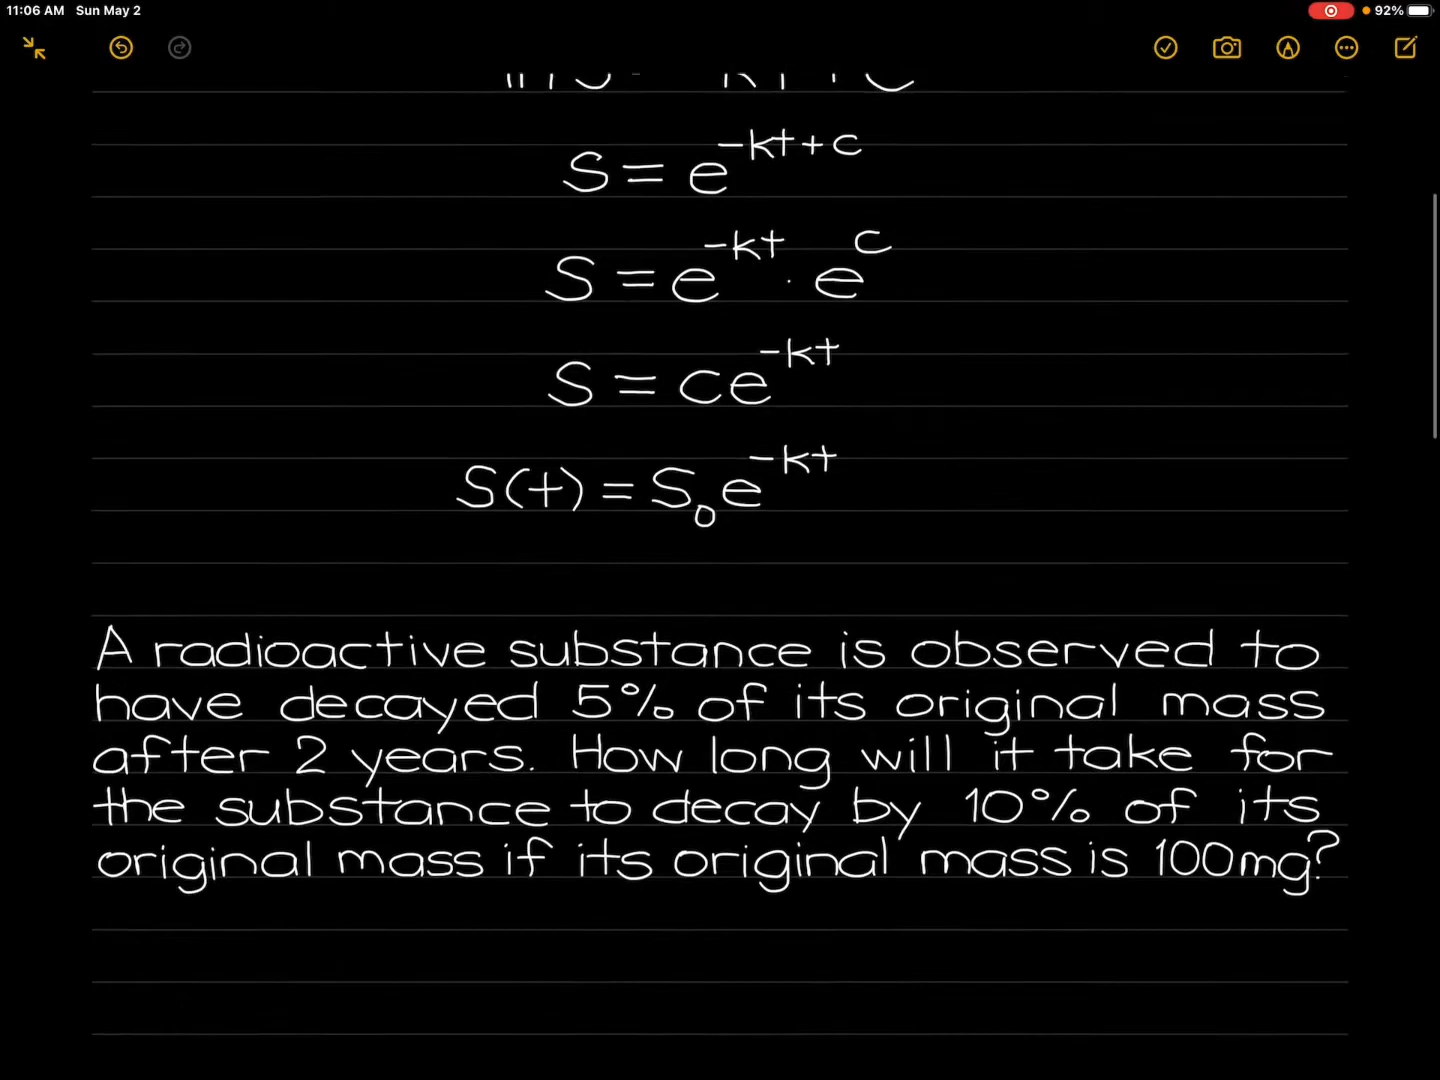 11:06 AM Sun May 2
92%
S = e^{-kt+c}
S = e^{-kt} · e^{c}
S = ce^{-kt}
S(t) = S₀e^{-kt}
A radioactive substance is observed to
have decayed 5% of its original mass
after 2 years. How long will it take for
the substance to decay by 10% of its
original mass if its original mass is 100mg?